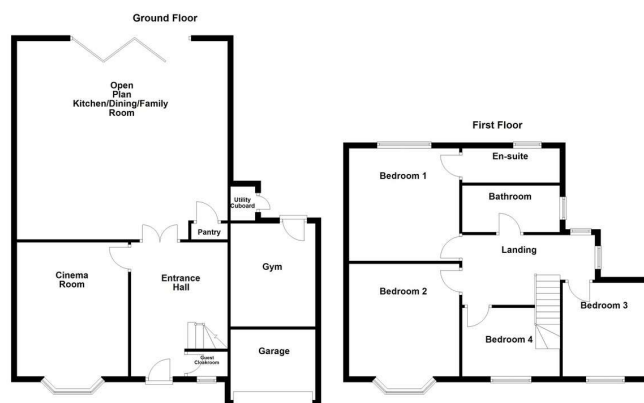 Ground Floor
Open
Plan
Kitchen/Dining/Family
Room
Utility
Cuboard
Pantry
Cinema
Room
Entrance
Hall
Gym
Guest
Cloakroom
Garage
First Floor
Bedroom 1
En-suite
Bathroom
Landing
Bedroom 2
Bedroom 3
Bedroom 4